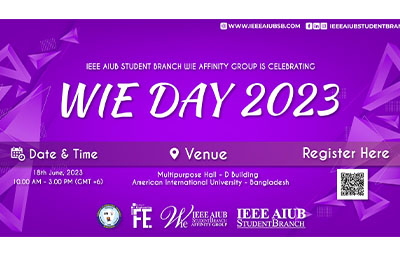 WWW.IEEEAIUBSB.COM
IEEEAIUBSTUDENTBRANCH
IEEE AIUB STUDENT BRANCH WIE AFFINITY GROUP IS CELEBRATING
WIE DAY 2023
Date & Time
Venue
Register Here
18th June, 2023
10:00 AM - 3:00 PM (GMT +6)
Multipurpose Hall - D Building
American International University - Bangladesh
FE
Wie
IEEE AIUB
STUDENT BRANCH
AFFINITY GROUP
IEEE AIUB
STUDENT BRANCH